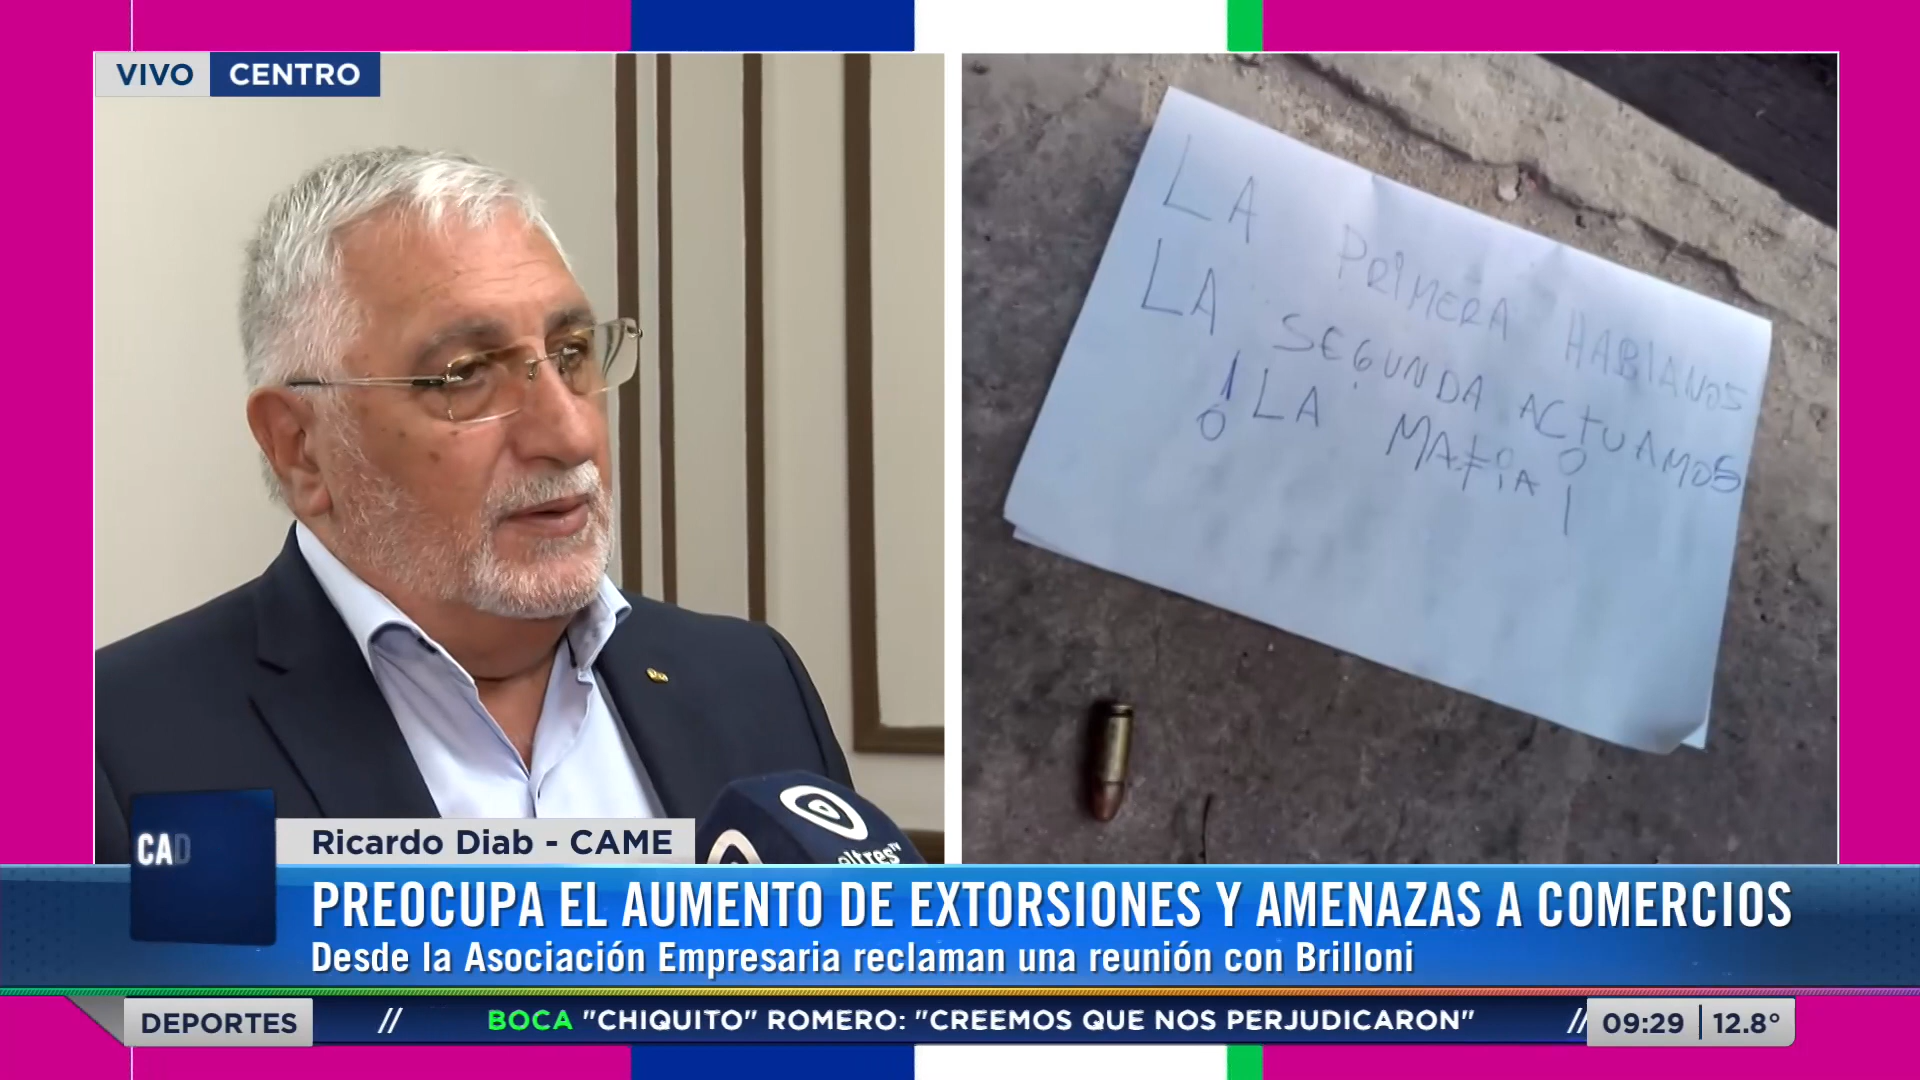 VIVO CENTRO
LA PRIMERA HABLAMOS
LA SEGUNDA ACTUAMOS
¡LA MAFIA!
CAD
Ricardo Diab - CAME
eltres tv
PREOCUPA EL AUMENTO DE EXTORSIONES Y AMENAZAS A COMERCIOS
Desde la Asociación Empresaria reclaman una reunión con Brilloni
DEPORTES // BOCA "CHIQUITO" ROMERO: "CREEMOS QUE NOS PERJUDICARON" // 09:29 12.8°